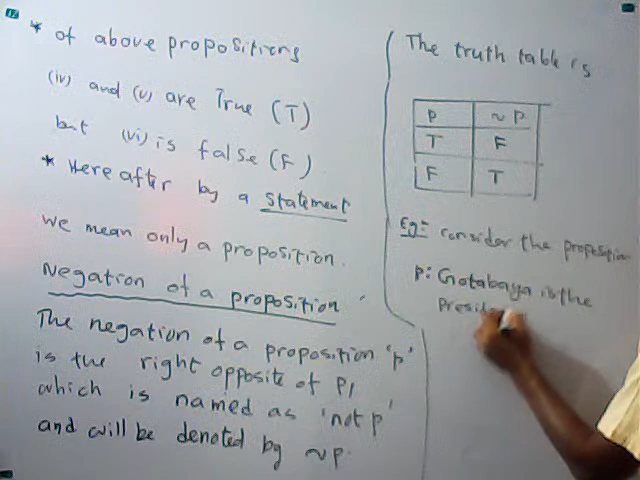 * of above propositions
(iv) and (v) are True (T)
but (vi) is false (F)
* Here after by a statement
we mean only a proposition.
Negation of a proposition
The negation of a proposition 'p'
is the right opposite of p,
which is named as 'not p'
and will be denoted by ~p.
The truth table is
p ~p
T F
F T
Eg:- Consider the proposition
p: Gotabaya is the
Presi